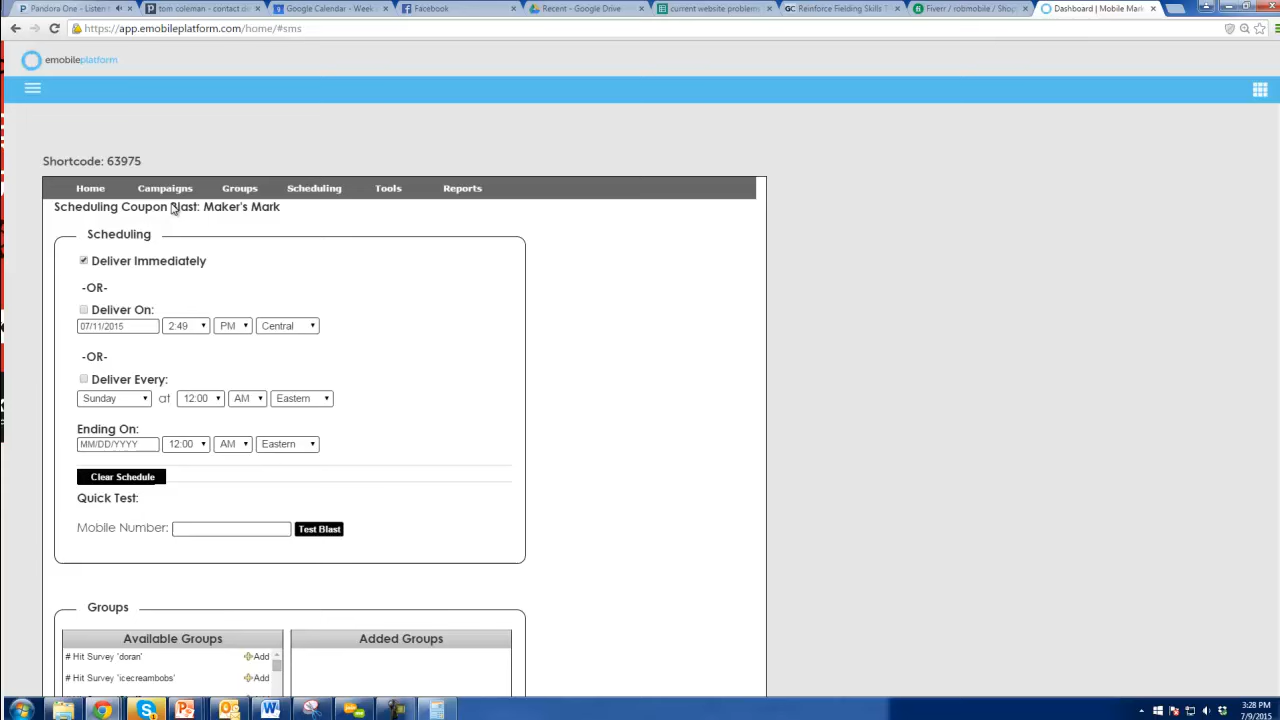 Pandora One - Listen
tom coleman - contact
Google Calendar - Week
Facebook
Recent - Google Drive
current website problems
GC Reinforce Fielding Skills T
Fiverr / robmobile / Shop
Dashboard | Mobile Mark
https://app.emobileplatform.com/home/#sms
emobileplatform
Shortcode: 63975
Home Campaigns Groups Scheduling Tools Reports
Scheduling Coupon Blast: Maker's Mark
Scheduling
Deliver Immediately
-OR-
Deliver On:
07/11/2015 2:49 PM Central
-OR-
Deliver Every:
Sunday at 12:00 AM Eastern
Ending On:
MM/DD/YYYY 12:00 AM Eastern
Clear Schedule
Quick Test:
Mobile Number: Test Blast
Groups
Available Groups Added Groups
# Hit Survey 'doran' Add
# Hit Survey 'icecreambobs' Add
3:28 PM
7/9/2015